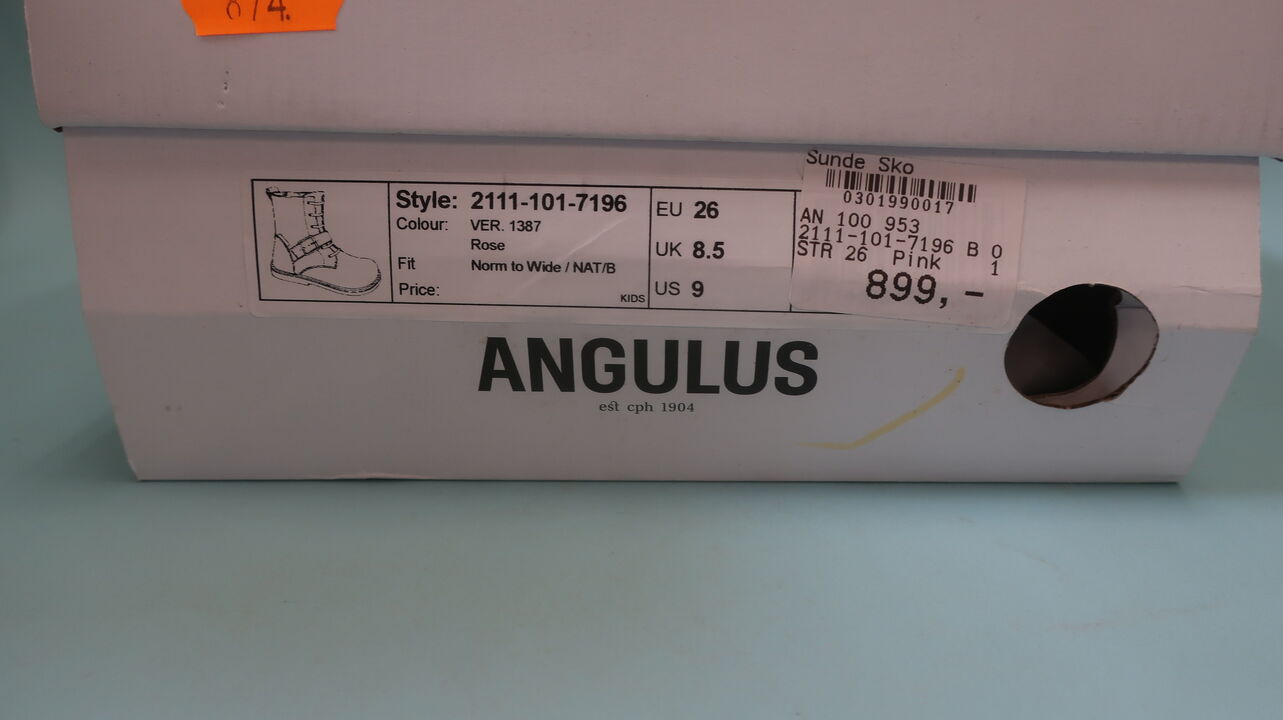 Sunde Sko
0301990017
AN 100 953
2111-101-7196 B 0
STR 26 Pink 1
899,-
Style: 2111-101-7196
Colour: VER. 1387
Rose
Fit Norm to Wide / NAT/B
Price:
KIDS
EU 26
UK 8.5
US 9
ANGULUS
est cph 1904